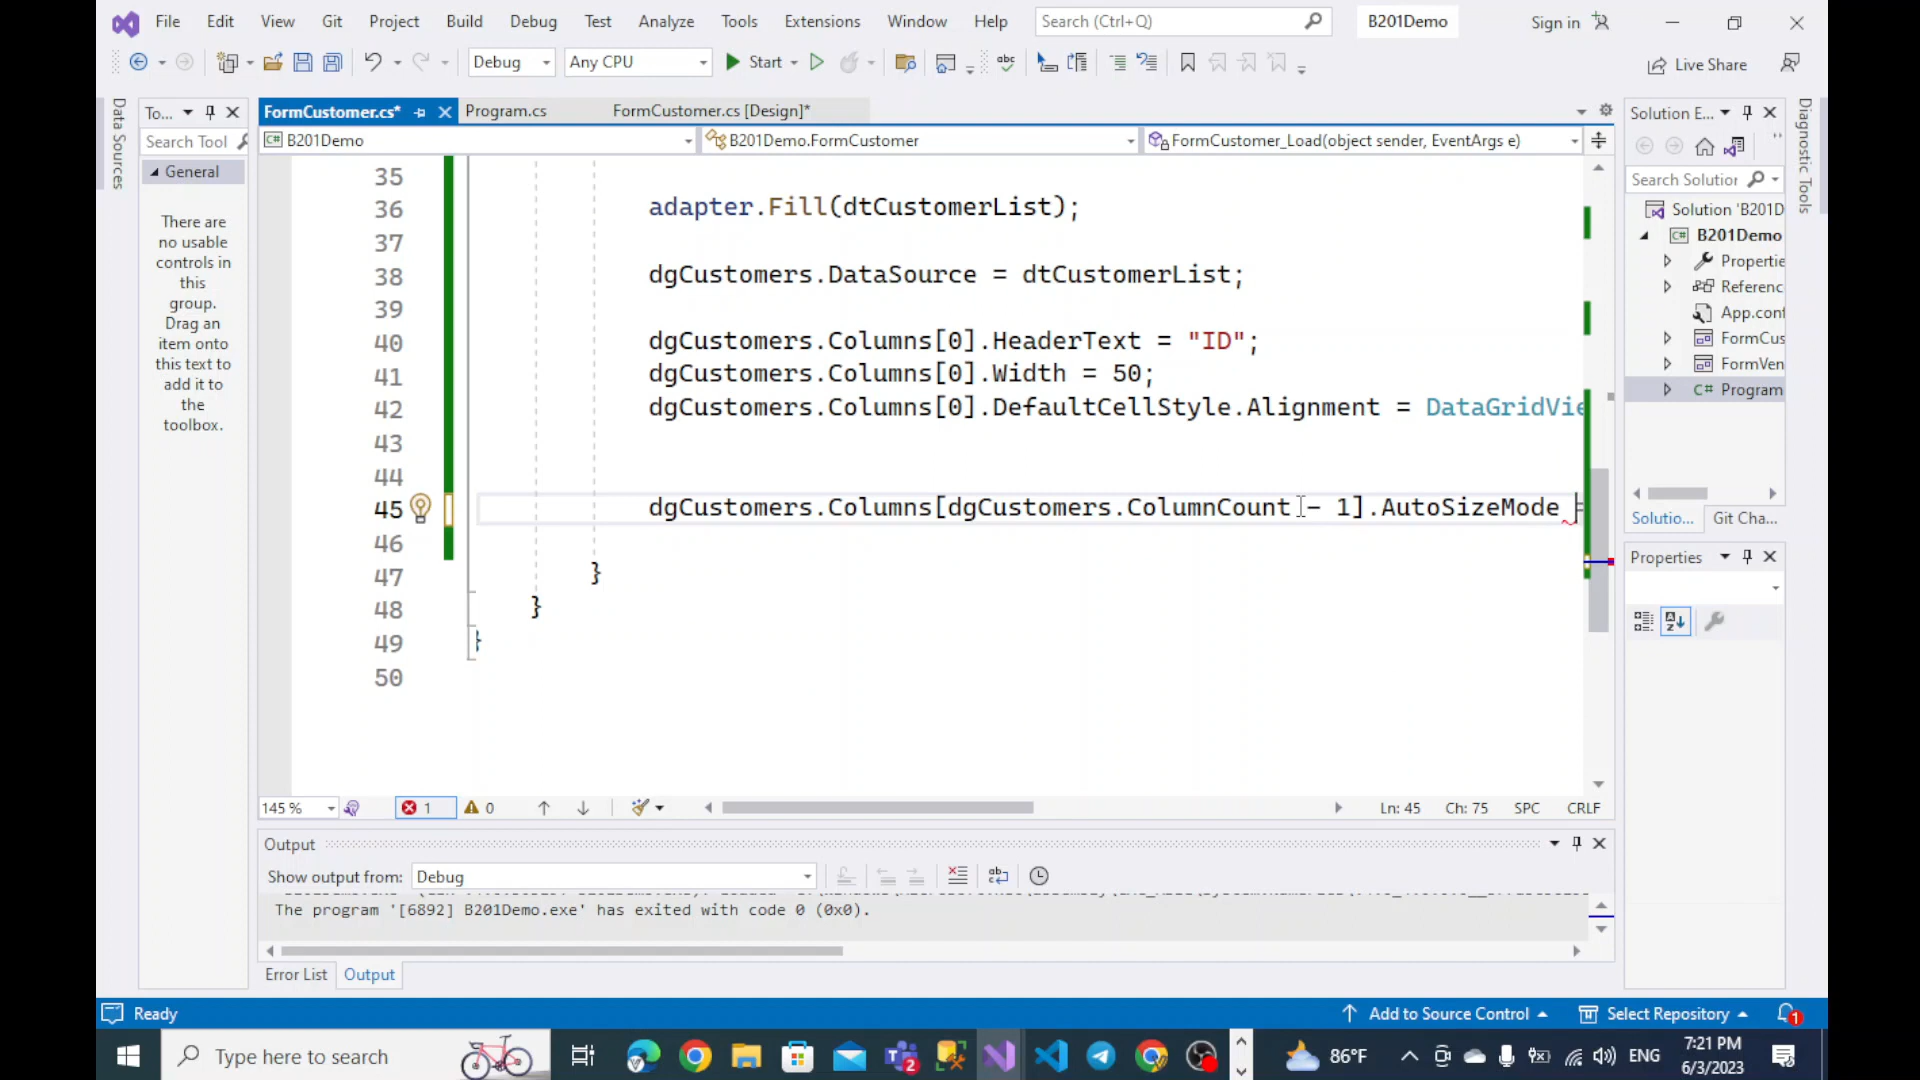 File Edit View Git Project Build Debug Test Analyze Tools Extensions Window Help Search (Ctrl+Q) B201Demo Sign in
Debug Any CPU Start Live Share
Data Sources
To...
Search Tool
General
There are
no usable
controls in
this
group.
Drag an
item onto
this text to
add it to
the
toolbox.
FormCustomer.cs* Program.cs FormCustomer.cs [Design]*
B201Demo B201Demo.FormCustomer FormCustomer_Load(object sender, EventArgs e)
35
36 adapter.Fill(dtCustomerList);
37
38 dgCustomers.DataSource = dtCustomerList;
39
40 dgCustomers.Columns[0].HeaderText = "ID";
41 dgCustomers.Columns[0].Width = 50;
42 dgCustomers.Columns[0].DefaultCellStyle.Alignment = DataGridVie
43
44
45 dgCustomers.Columns[dgCustomers.ColumnCount - 1].AutoSizeMode =
46
47 }
48 }
49 }
50
145 % 1 0 Ln: 45 Ch: 75 SPC CRLF
Output
Show output from: Debug
The program '[6892] B201Demo.exe' has exited with code 0 (0x0).
Error List Output
Solution E...
Search Solution
Solution 'B201D
B201Demo
Propertie
Referenc
App.conf
FormCus
FormVen
C# Program
Solutio... Git Cha...
Properties
Diagnostic Tools
Ready Add to Source Control Select Repository 1
Type here to search 2 86°F ENG 7:21 PM
6/3/2023